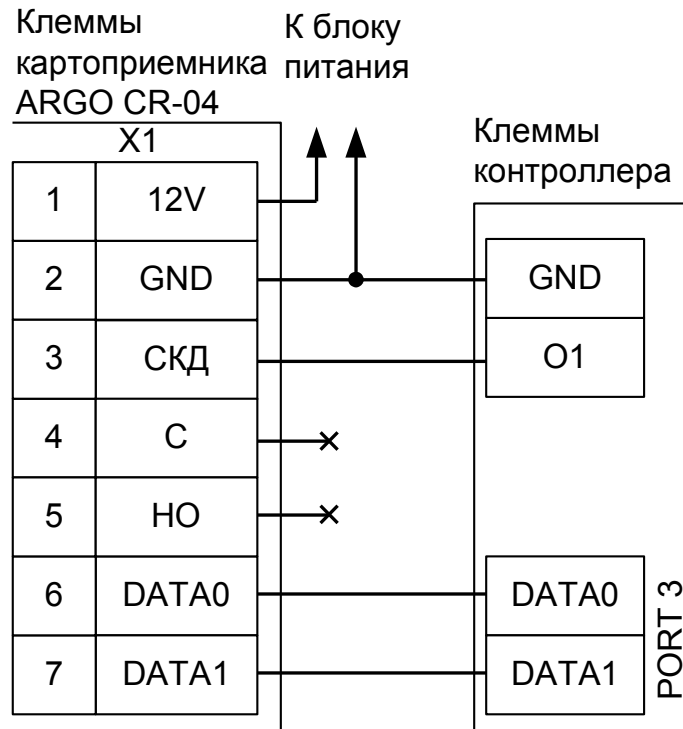 Клеммы
картоприемника
ARGO CR-04
К блоку
питания
Клеммы
контроллера
X1
1 12V
2 GND
3 СКД
4 C
5 НО
6 DATA0
7 DATA1
GND
O1
DATA0
DATA1
PORT 3